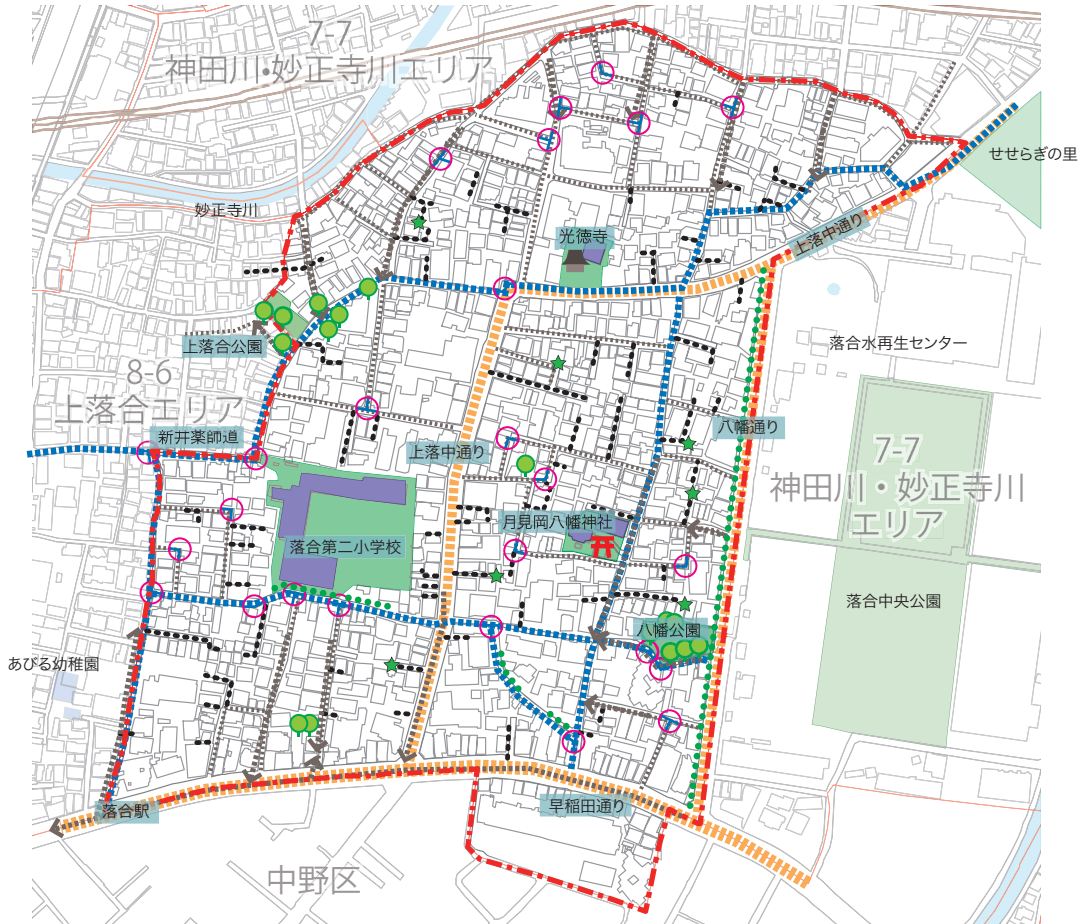 7-7
神田川・妙正寺川エリア
せせらぎの里
妙正寺川
光徳寺
上落中通り
上落合公園
落合水再生センター
8-6
上落合エリア
新井薬師道
上落中通り
八幡通り
7-7
神田川・妙正寺川
エリア
月見岡八幡神社
落合第二小学校
落合中央公園
八幡公園
あびる幼稚園
落合駅
早稲田通り
中野区